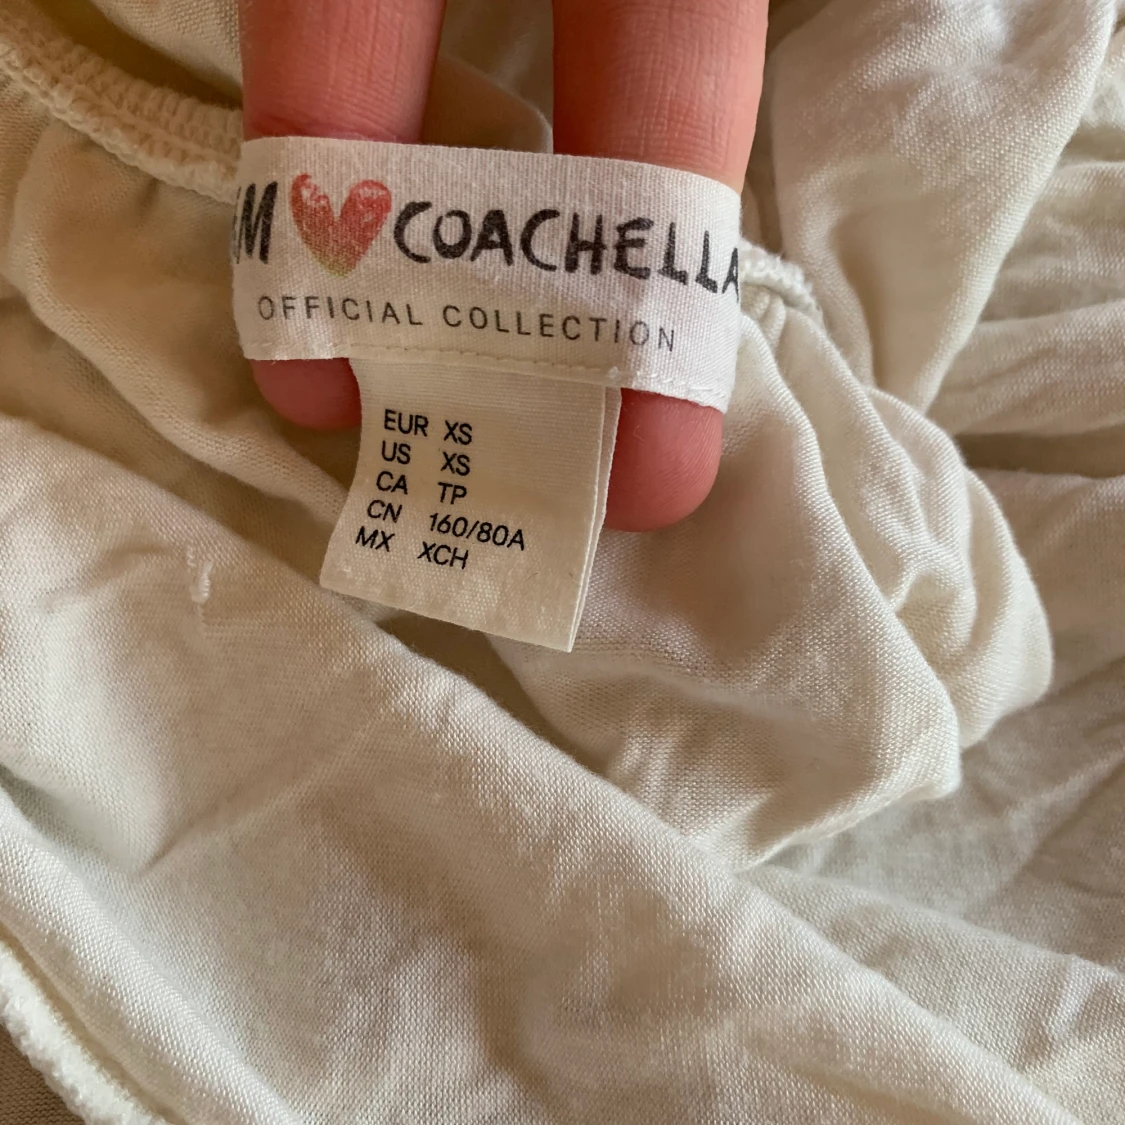 M COACHELLA
OFFICIAL COLLECTION
EUR XS
US XS
CA TP
CN 160/80A
MX XCH